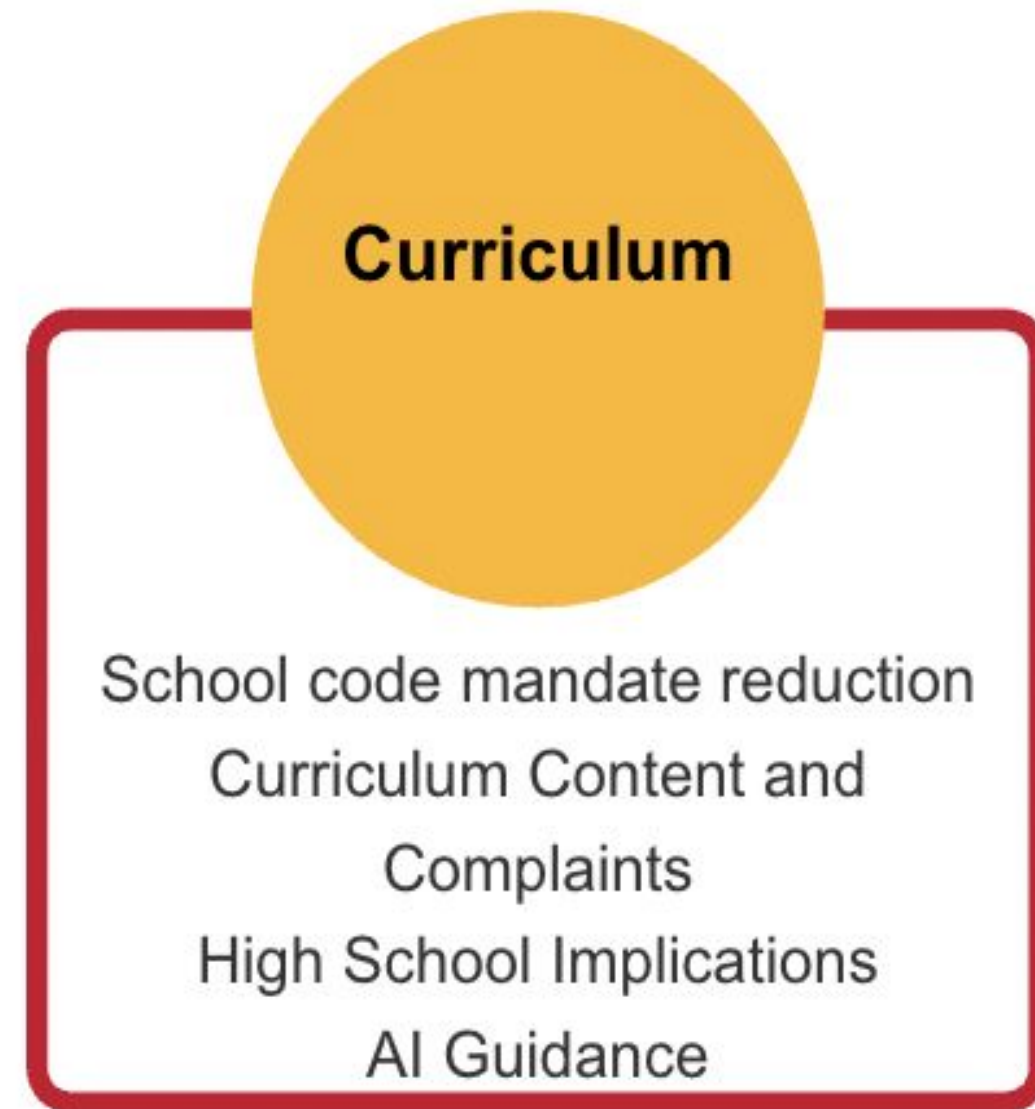 Curriculum
School code mandate reduction
Curriculum Content and
Complaints
High School Implications
AI Guidance